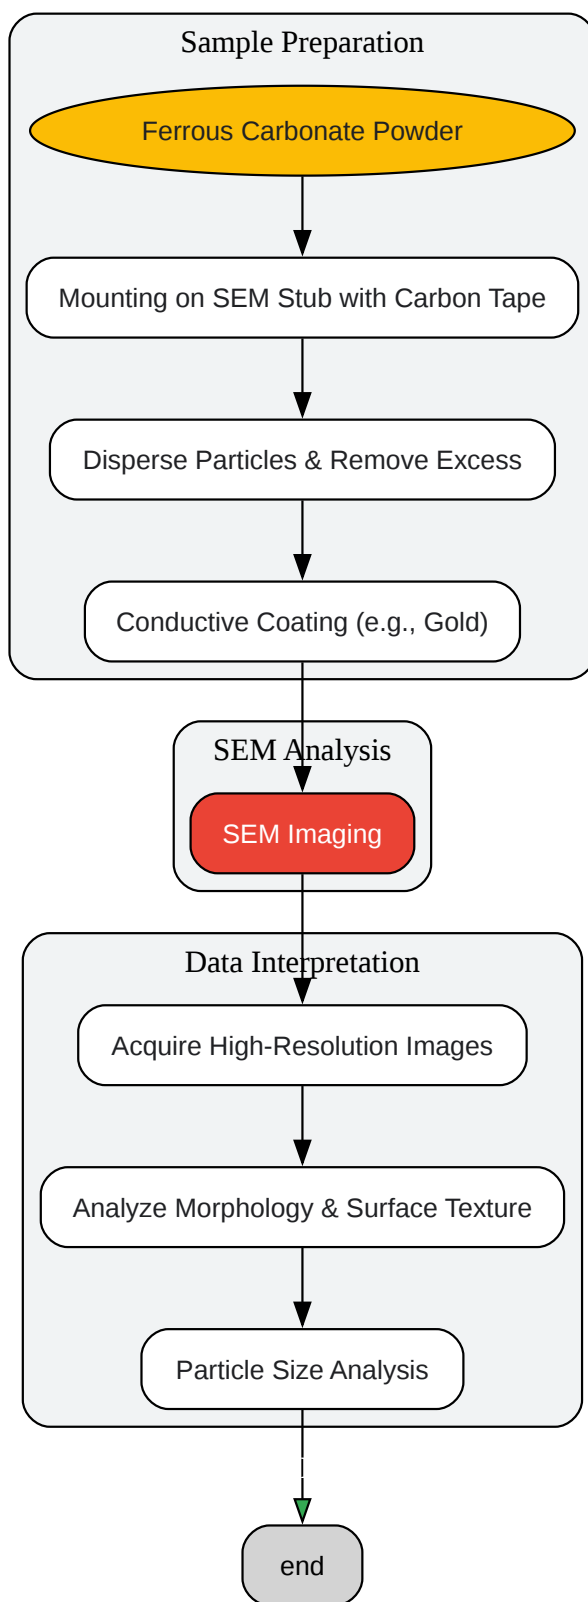 Sample Preparation
Ferrous Carbonate Powder
Mounting on SEM Stub with Carbon Tape
Disperse Particles & Remove Excess
Conductive Coating (e.g., Gold)
SEM Analysis
SEM Imaging
Data Interpretation
Acquire High-Resolution Images
Analyze Morphology & Surface Texture
Particle Size Analysis
end